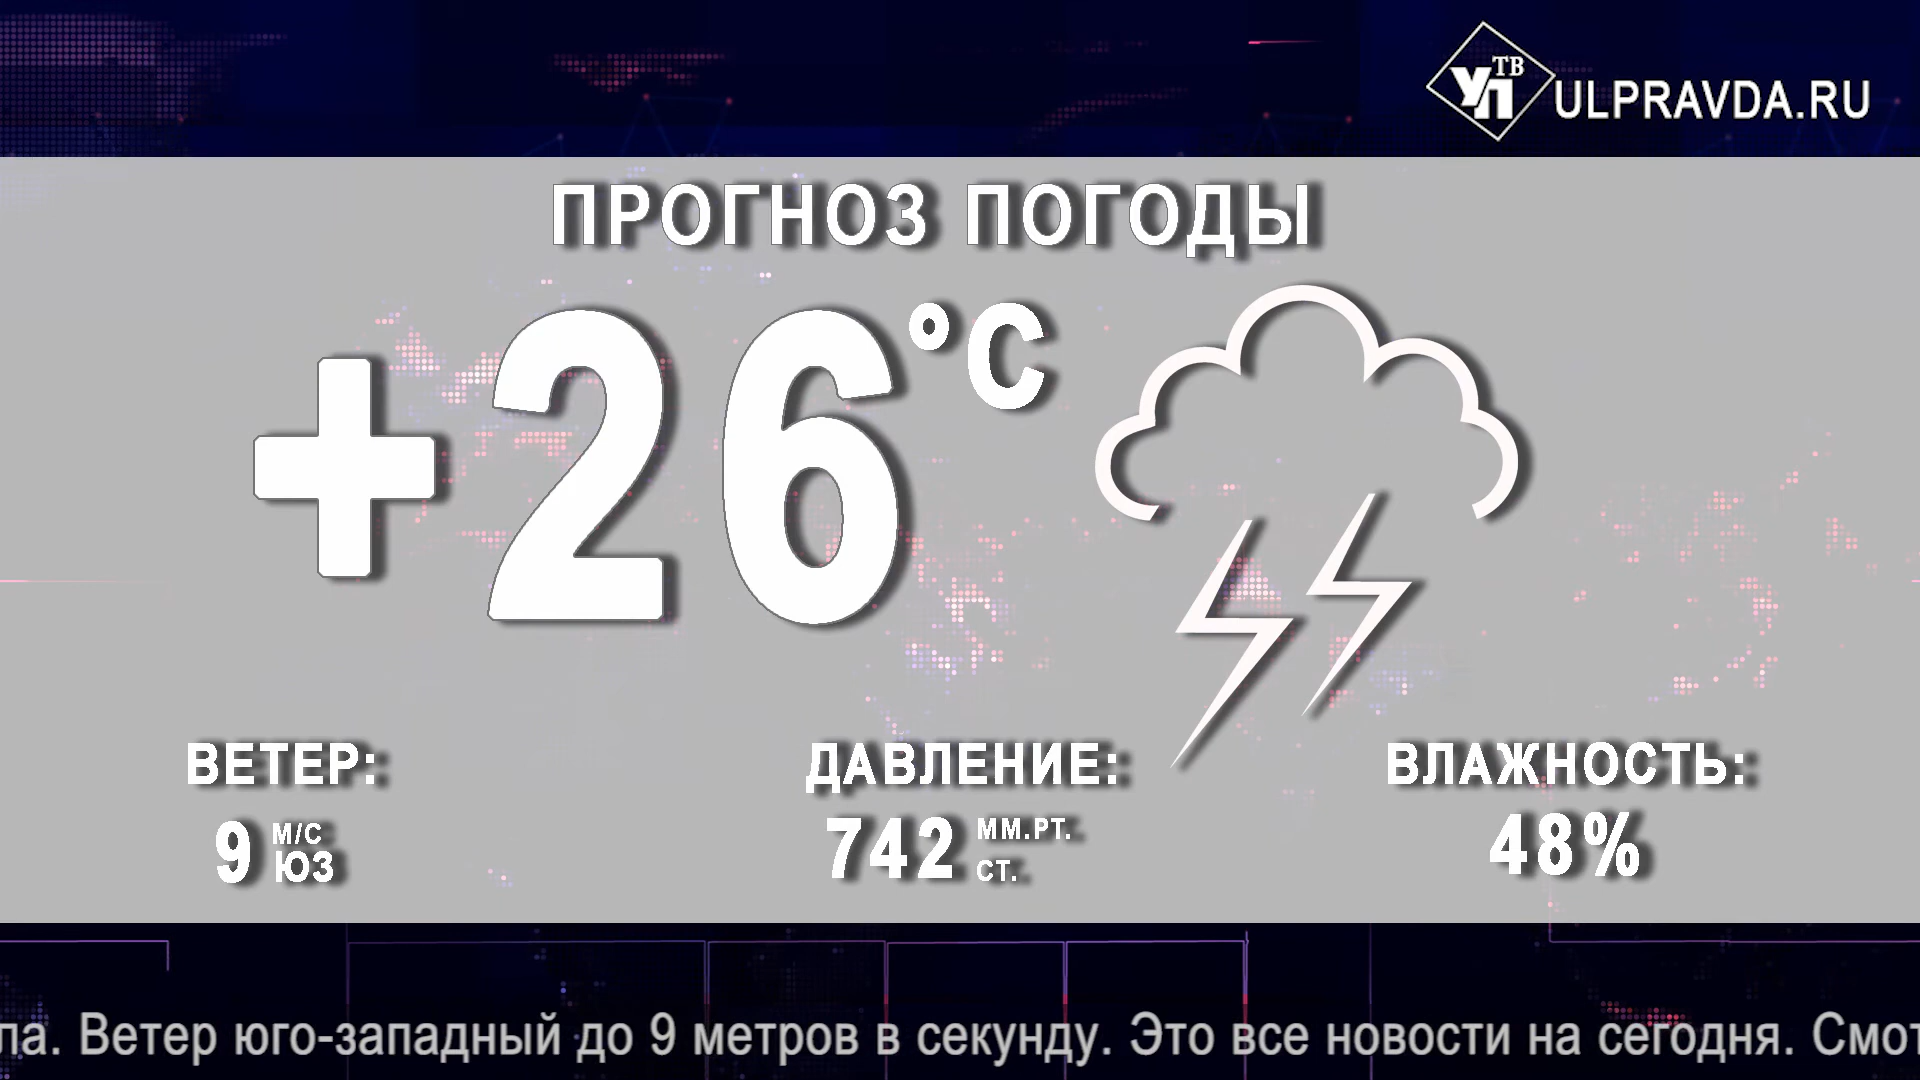 УП ТВ
ULPRAVDA.RU
ПРОГНОЗ ПОГОДЫ
+26°C
ВЕТЕР:
9 М/С ЮЗ
ДАВЛЕНИЕ:
742 ММ.РТ. СТ.
ВЛАЖНОСТЬ:
48%
ла. Ветер юго-западный до 9 метров в секунду. Это все новости на сегодня. Смот